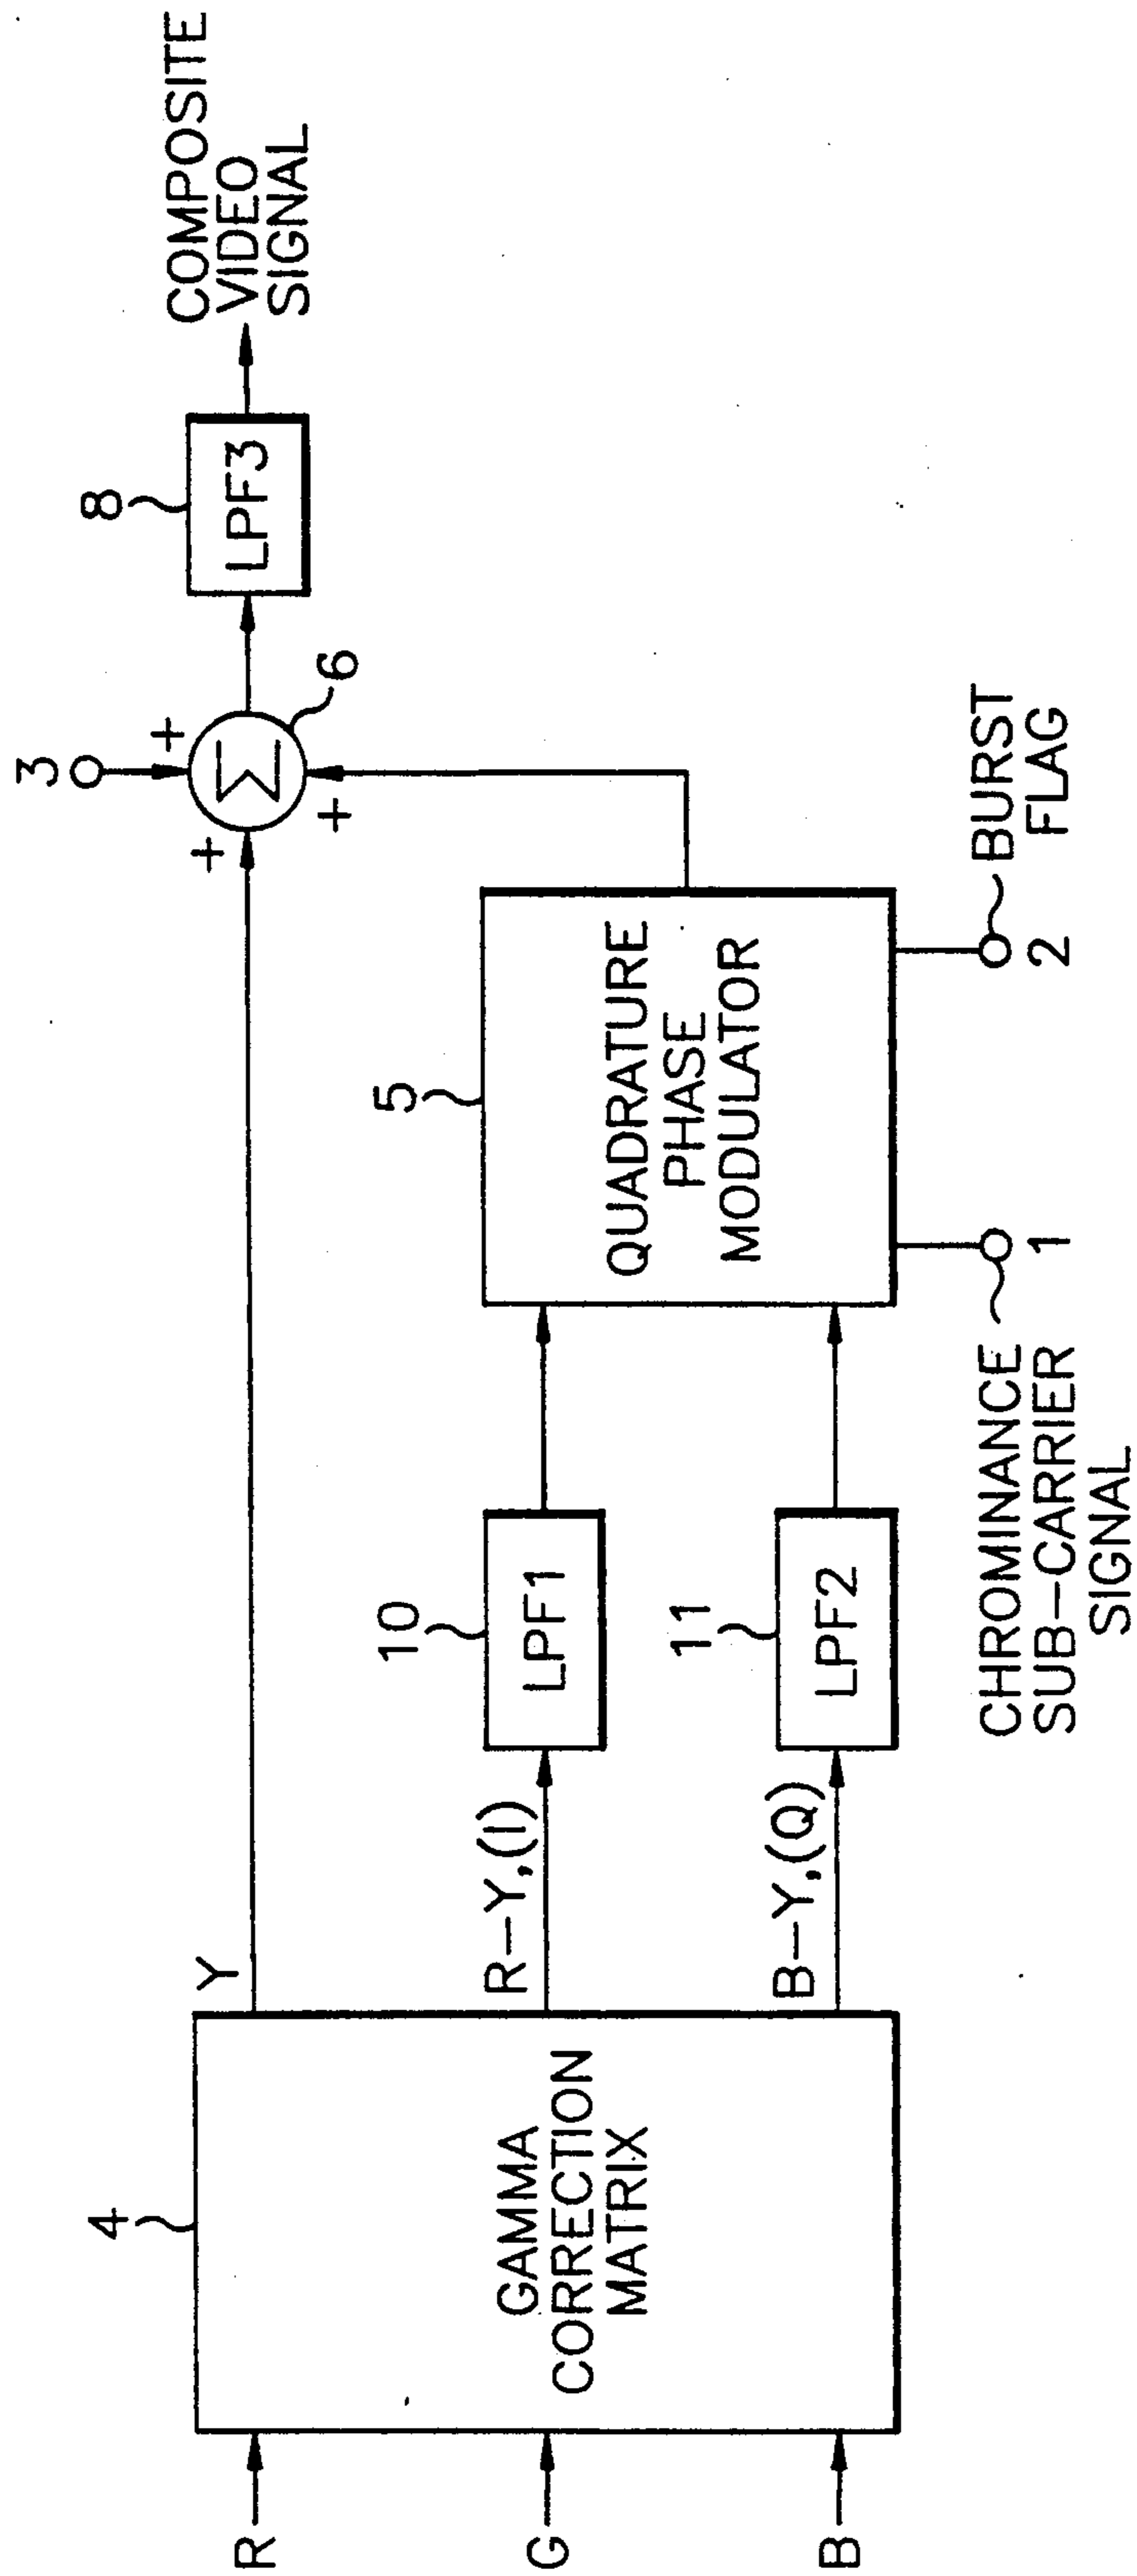 R
G
B
4
GAMMA
CORRECTION
MATRIX
Y
R-Y,(I)
B-Y,(Q)
10
LPF1
11
LPF2
5
QUADRATURE
PHASE
MODULATOR
CHROMINANCE
SUB-CARRIER
SIGNAL
1
2
BURST
FLAG
3
+
+
+
Σ
6
8
LPF3
COMPOSITE
VIDEO
SIGNAL